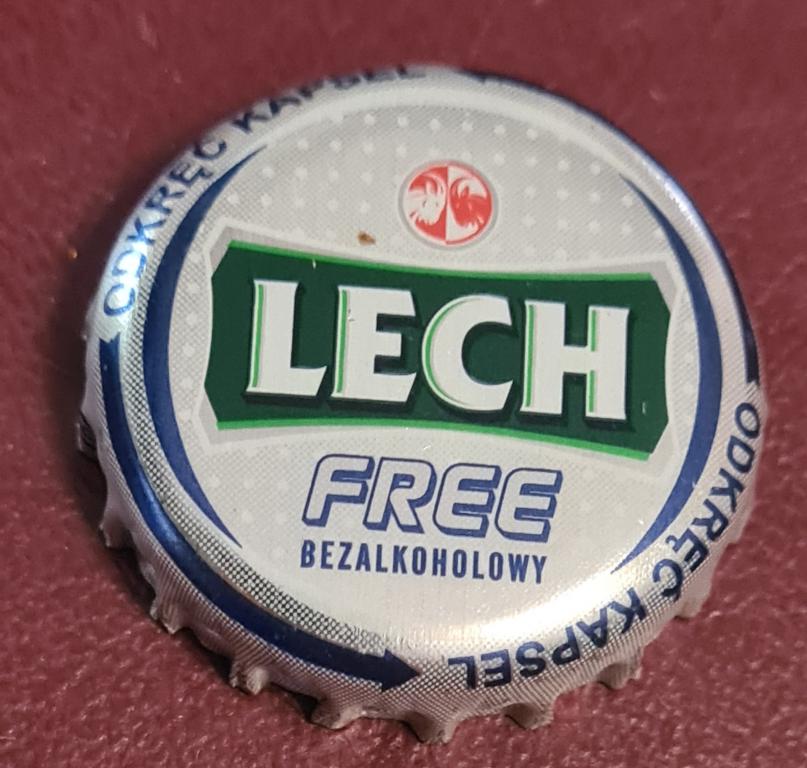 LECH
FREE
BEZALKOHOLOWY
ODKRĘĆ KAPSEL
ODKRĘĆ KAPSEL